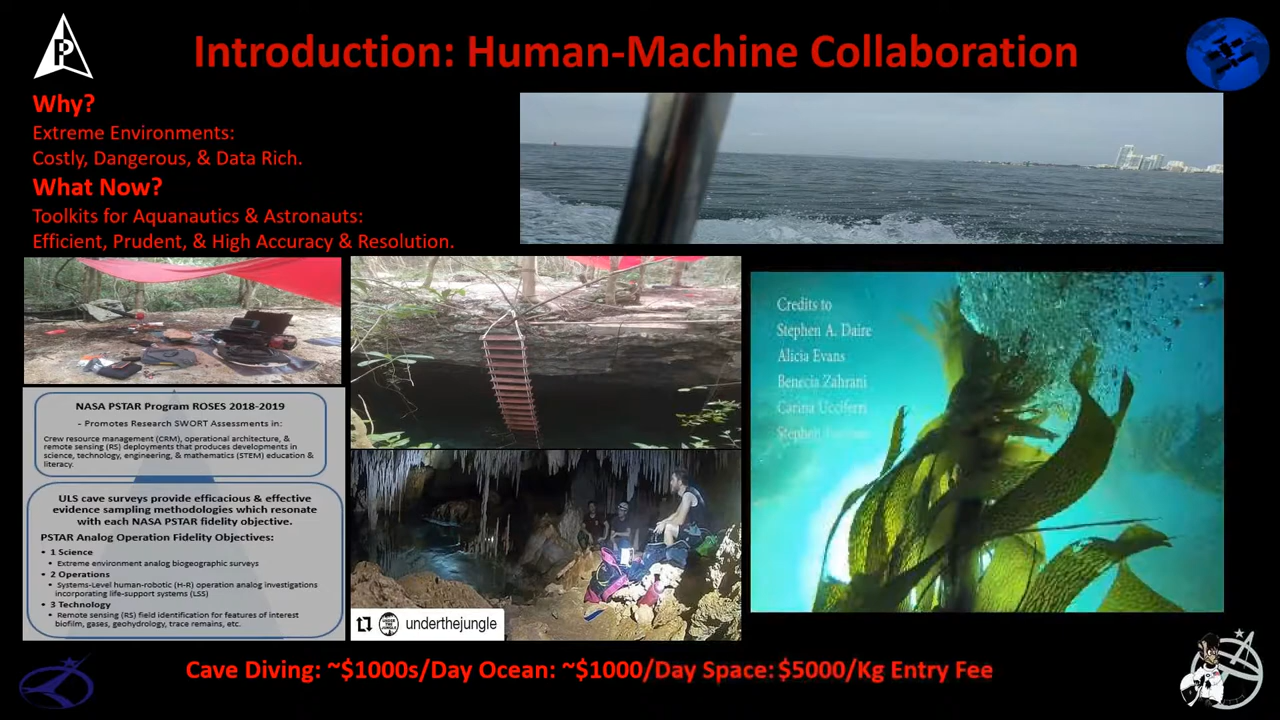 P
Introduction: Human-Machine Collaboration
Why?
Extreme Environments:
Costly, Dangerous, & Data Rich.
What Now?
Toolkits for Aquanautics & Astronauts:
Efficient, Prudent, & High Accuracy & Resolution.
NASA PSTAR Program ROSES 2018-2019
- Promotes Research SWORT Assessments in:
Crew resource management (CRM), operational architecture, &
remote sensing (RS) deployments that produces developments in
science, technology, engineering, & mathematics (STEM) education &
literacy.
ULS cave surveys provide efficacious & effective
evidence sampling methodologies which resonate
with each NASA PSTAR fidelity objective.
PSTAR Analog Operation Fidelity Objectives:
• 1 Science
• Extreme environment analog biogeographic surveys
• 2 Operations
• Systems-Level human-robotic (H-R) operation analog investigations
incorporating life-support systems (LSS)
• 3 Technology
• Remote sensing (RS) field identification for features of interest
biofilm, gases, geohydrology, trace remains, etc.
underthejungle
Credits to
Stephen A. Daire
Alicia Evans
Benecia Zahrani
Carina Ucciferri
Stephen
Cave Diving: ~$1000s/Day Ocean: ~$1000/Day Space: $5000/Kg Entry Fee